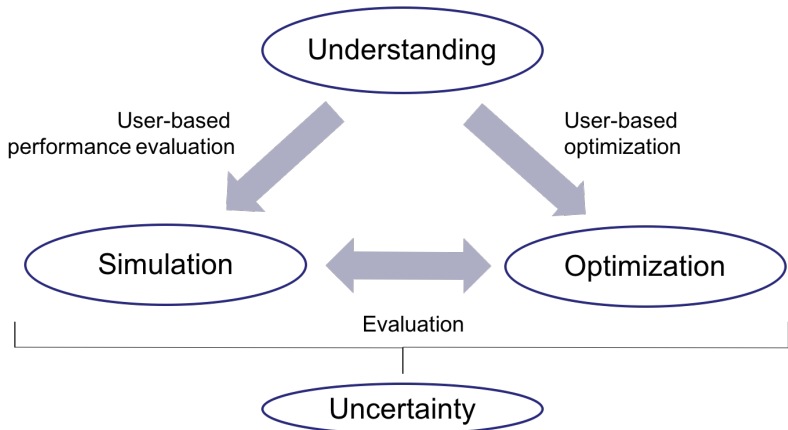 Understanding
User-based
performance evaluation
User-based
optimization
Simulation
Optimization
Evaluation
Uncertainty